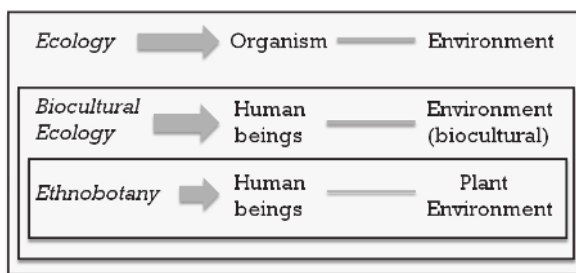 Ecology Organism Environment
Biocultural Human Environment
Ecology beings (biocultural)
Ethnobotany Human Plant
beings Environment